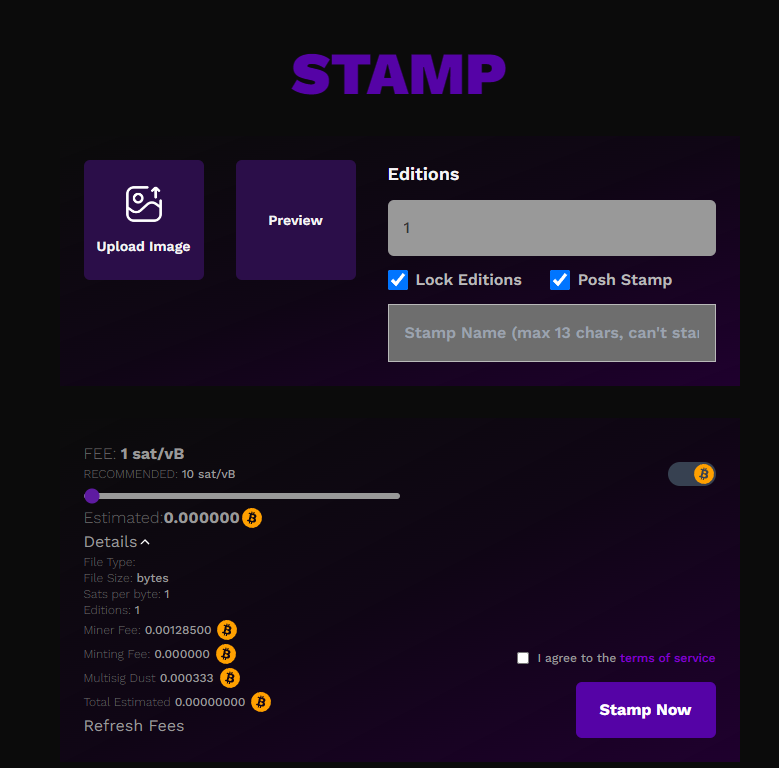 STAMP
Upload Image
Preview
Editions
1
Lock Editions
Posh Stamp
Stamp Name (max 13 chars, can't star
FEE: 1 sat/vB
RECOMMENDED: 10 sat/vB
Estimated:0.000000
Details
File Type:
File Size: bytes
Sats per byte: 1
Editions: 1
Miner Fee: 0.00128500
Minting Fee: 0.000000
Multisig Dust 0.000333
Total Estimated 0.00000000
Refresh Fees
I agree to the terms of service
Stamp Now